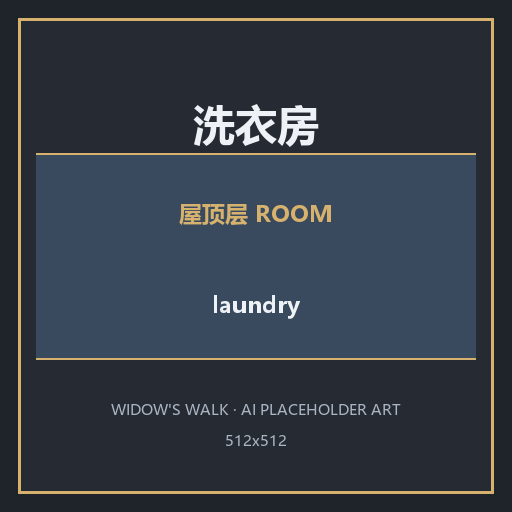 洗衣房
屋顶层 ROOM
laundry
WIDOW'S WALK · AI PLACEHOLDER ART
512x512